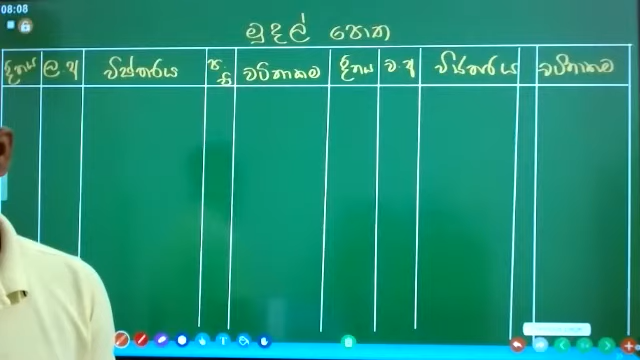 08:08
මුදල් පොත
දිනය ල.අ විස්තරය ප.පි වටිනාකම දිනය ව.අ විස්තරය වටිනාකම